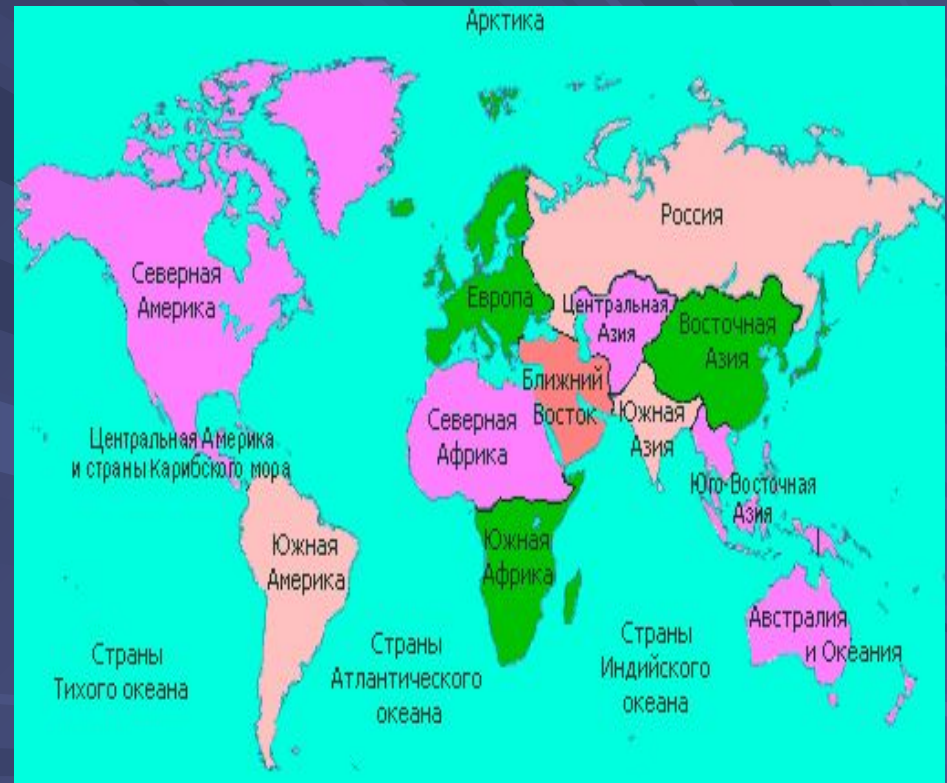 Арктика
Россия
Северная
Америка
Европа
Центральная
Азия
Восточная
Азия
Ближний
Восток
Южная
Азия
Северная
Африка
Центральная Америка
и страны Карибского мора
Юго-Восточная
Азия
Южная
Америка
Южная
Африка
Австралия
и Океания
Страны
Тихого океана
Страны
Атлантического
океана
Страны
Индийского
океана